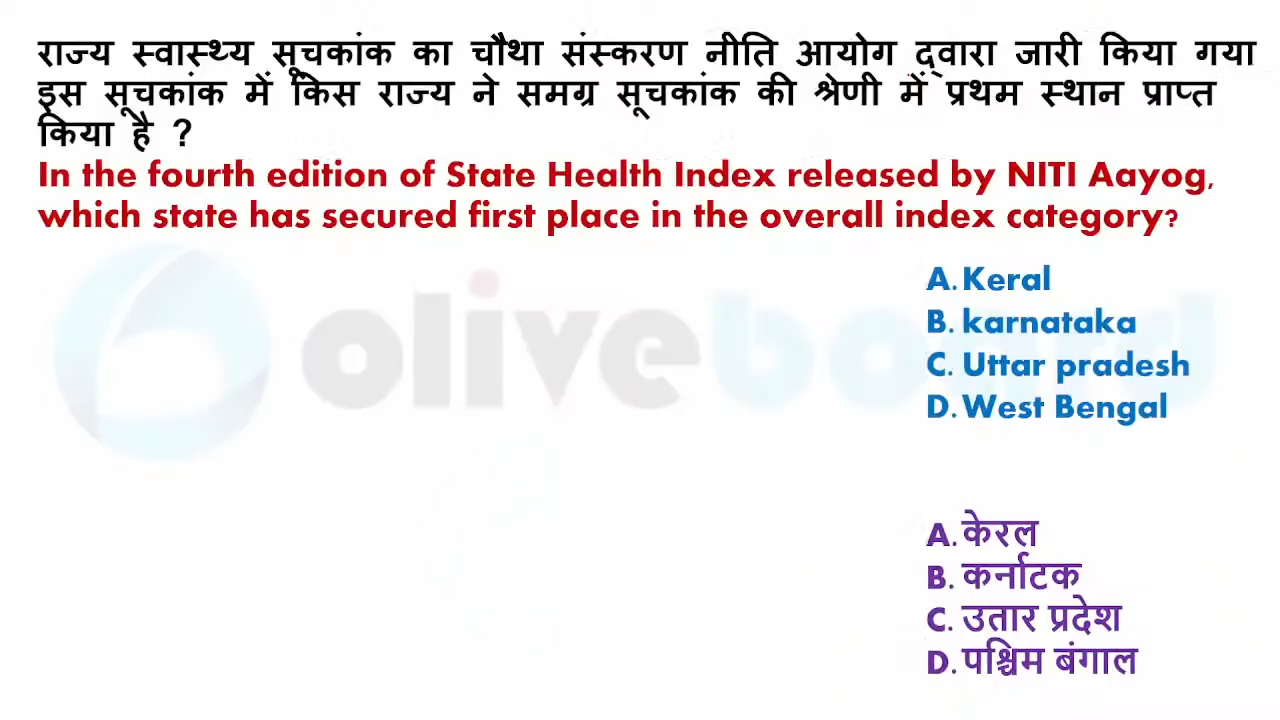 राज्य स्वास्थ्य सूचकांक का चौथा संस्करण नीति आयोग द्वारा जारी किया गया
इस सूचकांक में किस राज्य ने समग्र सूचकांक की श्रेणी में प्रथम स्थान प्राप्त
किया है ?
In the fourth edition of State Health Index released by NITI Aayog,
which state has secured first place in the overall index category?
A. Keral
B. karnataka
C. Uttar pradesh
D. West Bengal
oliveboard
A. केरल
B. कर्नाटक
C. उतार प्रदेश
D. पश्चिम बंगाल